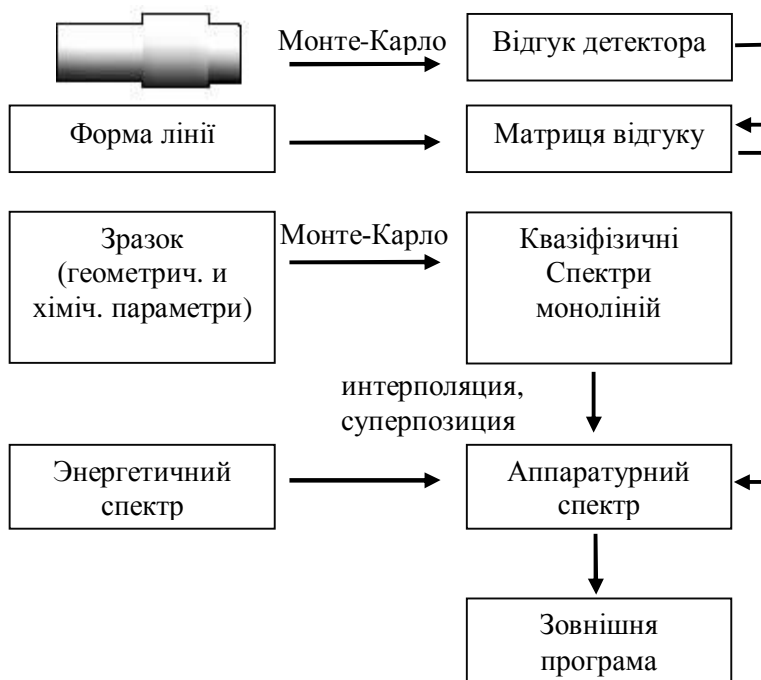 Монте-Карло
Відгук детектора
Форма лінії
Матриця відгуку
Зразок
(геометрич. и
хіміч. параметри)
Монте-Карло
Квазіфізичні
Спектри
моноліній
интерполяция,
суперпозиция
Энергетичний
спектр
Аппаратурний
спектр
Зовнішня
програма